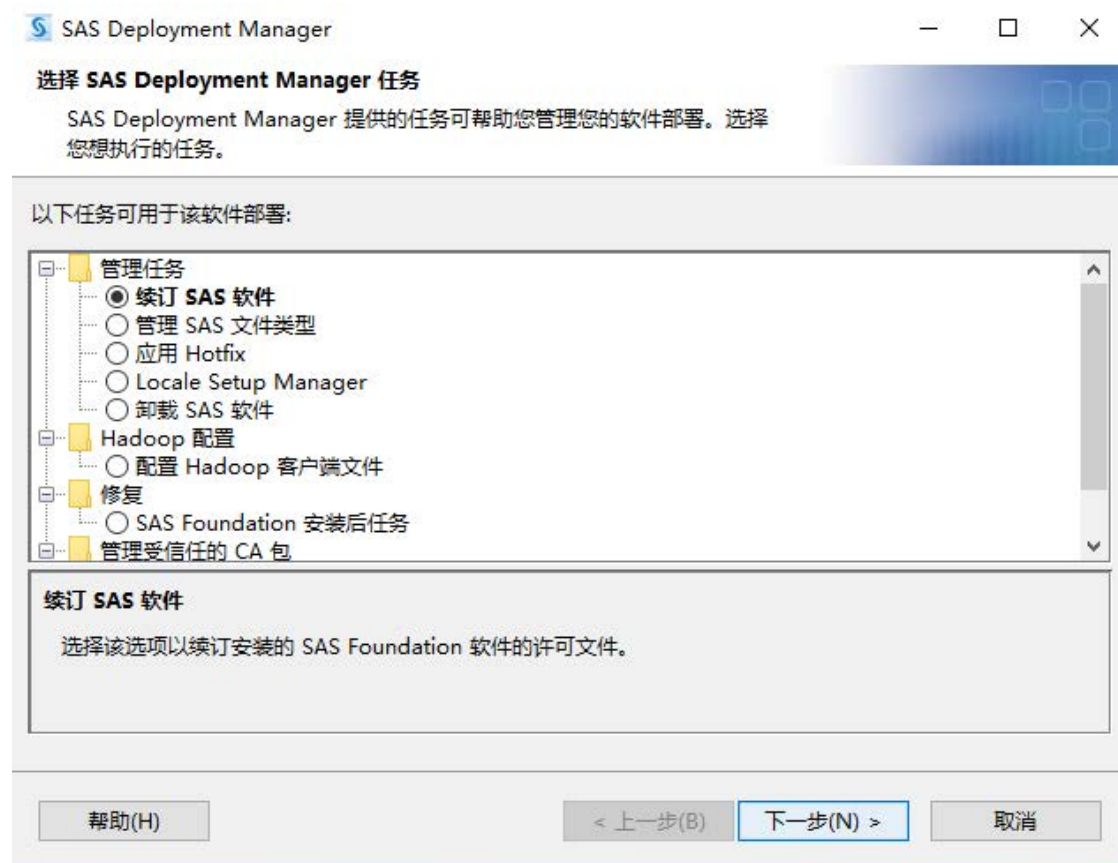 SAS Deployment Manager
选择 SAS Deployment Manager 任务
SAS Deployment Manager 提供的任务可帮助您管理您的软件部署。选择
您想执行的任务。
以下任务可用于该软件部署:
管理任务
续订 SAS 软件
管理 SAS 文件类型
应用 Hotfix
Locale Setup Manager
卸载 SAS 软件
Hadoop 配置
配置 Hadoop 客户端文件
修复
SAS Foundation 安装后任务
管理受信任的 CA 包
续订 SAS 软件
选择该选项以续订安装的 SAS Foundation 软件的许可文件。
帮助(H)
< 上一步(B)
下一步(N) >
取消